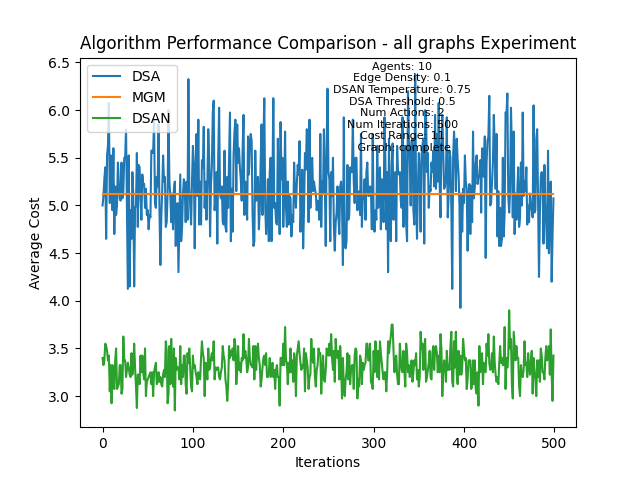 Algorithm Performance Comparison - all graphs Experiment
DSA
MGM
DSAN
Agents: 10
Edge Density: 0.1
DSAN Temperature: 0.75
DSA Threshold: 0.5
Num Actions: 2
Num Iterations: 500
Cost Range: 11
Graph: complete
Average Cost
6.5
6.0
5.5
5.0
4.5
4.0
3.5
3.0
0 100 200 300 400 500
Iterations